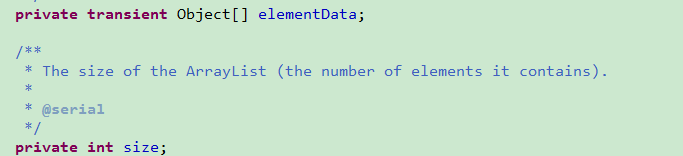 private transient Object[] elementData;
/**
* The size of the ArrayList (the number of elements it contains).
*
* @serial
*/
private int size;